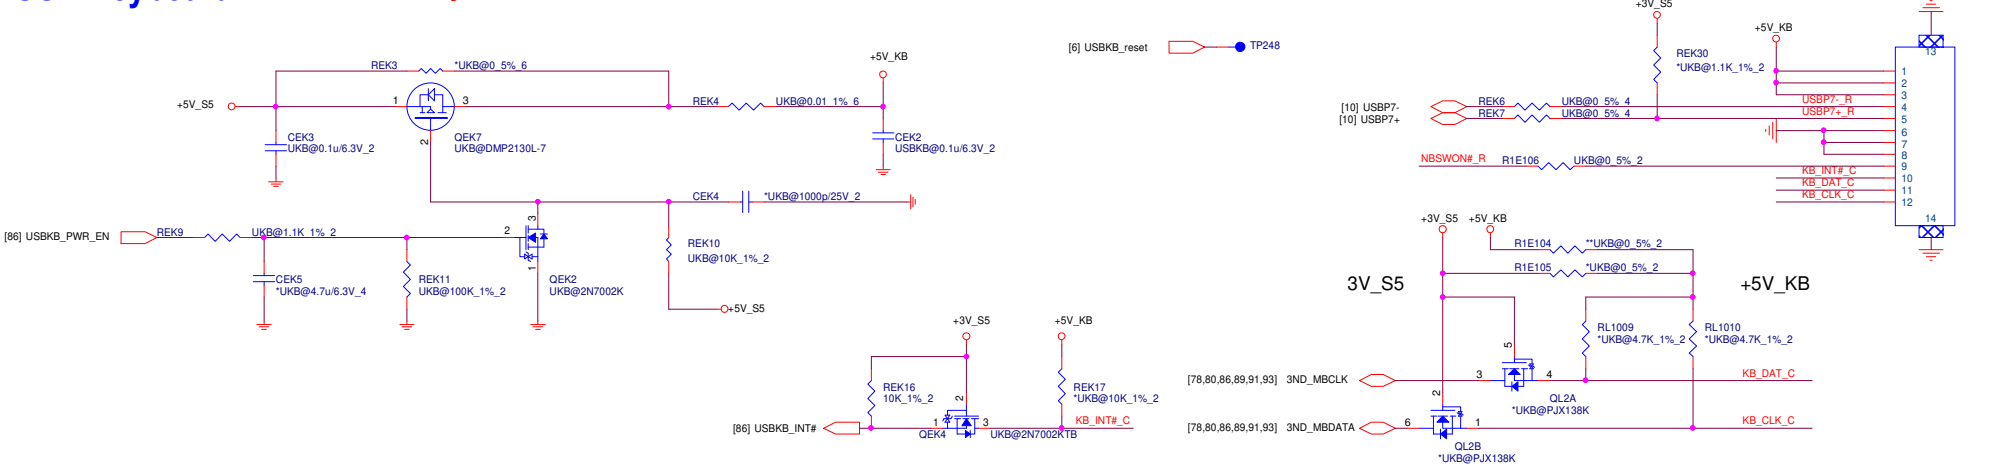 REK3
*UKB@0_5%_6
+5V_S5
1
3
2
QEK7
UKB@DMP2130L-7
CEK3
UKB@0.1u/6.3V_2
REK4
UKB@0.01_1%_6
+5V_KB
CEK2
USBKB@0.1u/6.3V_2
CEK4
*UKB@1000p/25V_2
[86] USBKB_PWR_EN
REK9
UKB@1.1K_1%_2
CEK5
*UKB@4.7u/6.3V_4
REK11
UKB@100K_1%_2
2
3
1
QEK2
UKB@2N7002K
REK10
UKB@10K_1%_2
+5V_S5
[6] USBKB_reset
TP248
+3V_S5
REK30
*UKB@1.1K_1%_2
+5V_KB
[10] USBP7-
[10] USBP7+
REK6
UKB@0_5%_4
REK7
UKB@0_5%_4
USBP7-_R
USBP7+_R
NBSWON#_R
R1E106
UKB@0_5%_2
KB_INT#_C
KB_DAT_C
KB_CLK_C
13
1
2
3
4
5
6
7
8
9
10
11
12
14
+3V_S5
+5V_KB
R1E104
**UKB@0_5%_2
R1E105
*UKB@0_5%_2
3V_S5
+5V_KB
RL1009
*UKB@4.7K_1%_2
RL1010
*UKB@4.7K_1%_2
[78,80,86,89,91,93] 3ND_MBCLK
3
5
4
QL2A
*UKB@PJX138K
KB_DAT_C
[78,80,86,89,91,93] 3ND_MBDATA
6
2
1
QL2B
*UKB@PJX138K
KB_CLK_C
+3V_S5
+5V_KB
REK16
10K_1%_2
REK17
*UKB@10K_1%_2
[86] USBKB_INT#
1
2
3
QEK4
UKB@2N7002KTB
KB_INT#_C